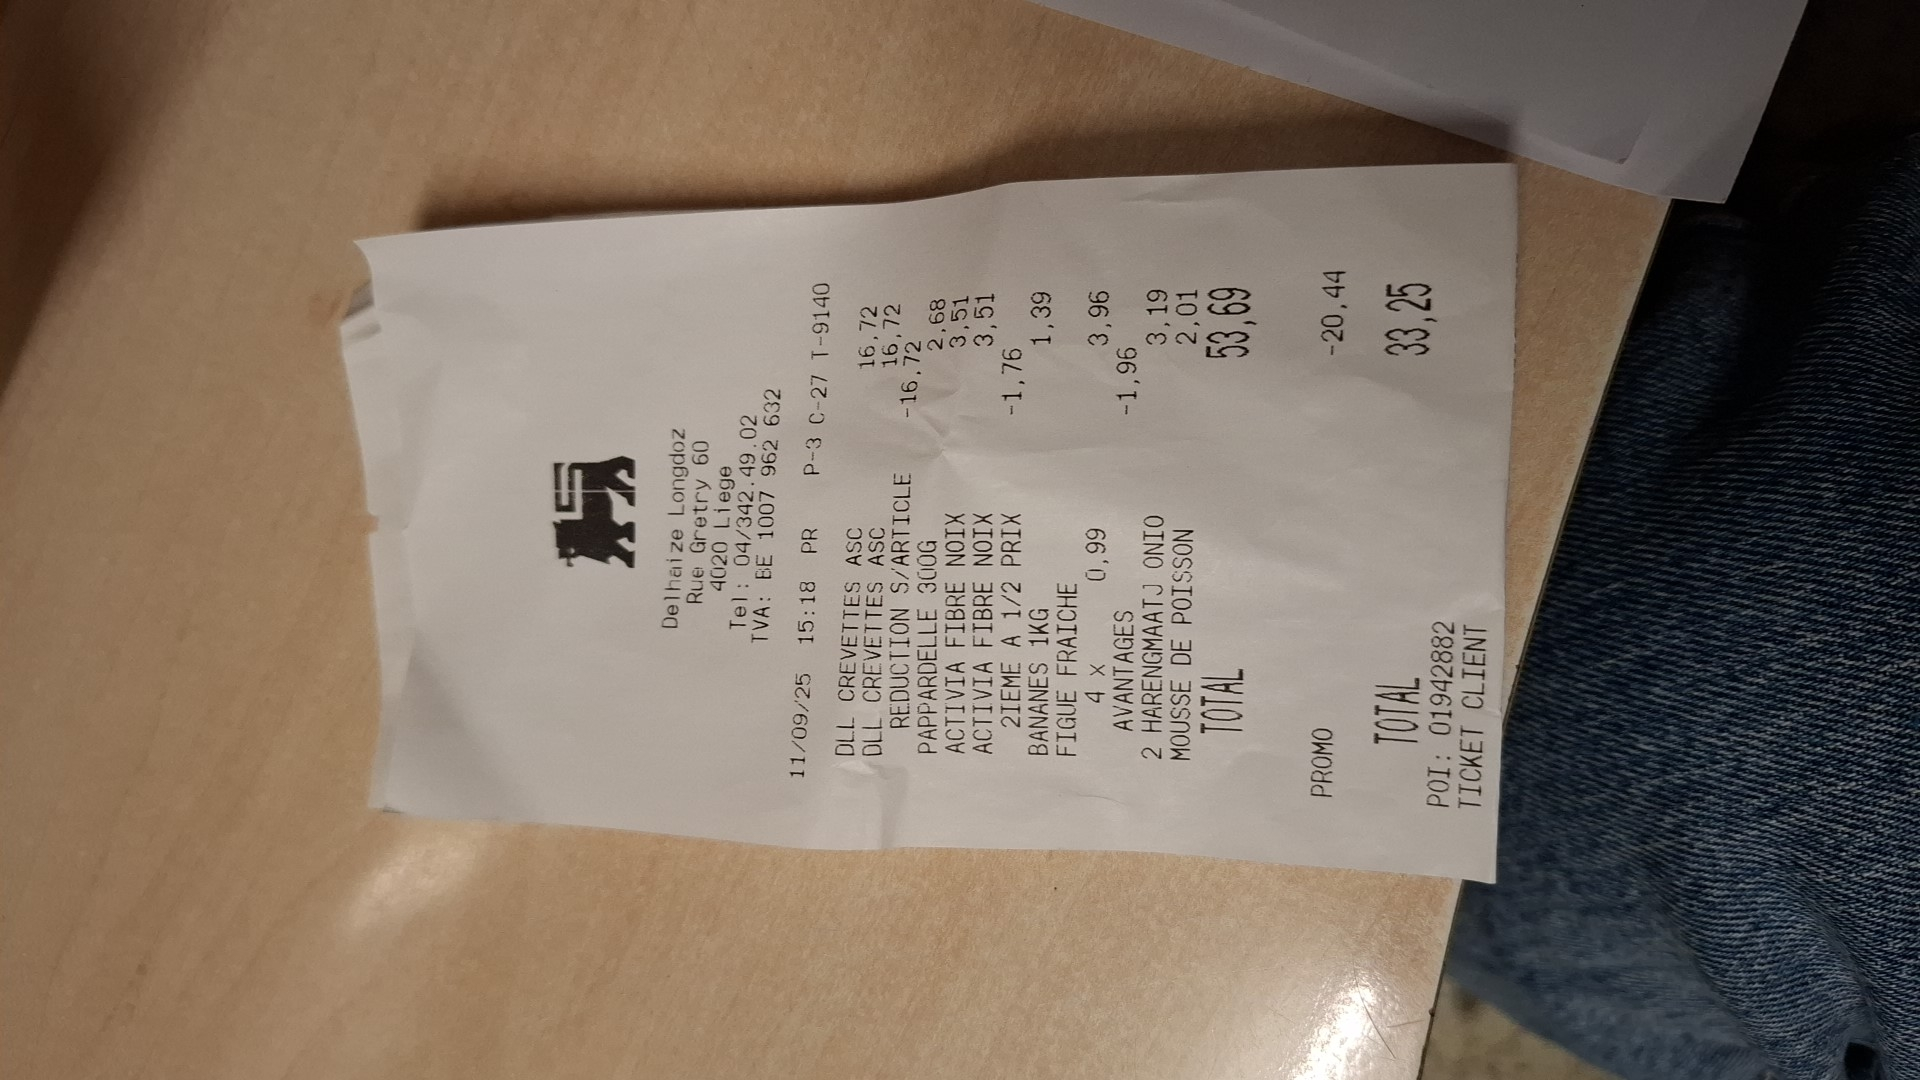 Delhaize Longdoz
Rue Gretry 60
4020 Liege
Tel: 04/342.49.02
TVA: BE 1007 962 632
11/09/25 15:18 PR P-3 C-27 T-9140
DLL CREVETTES ASC 16,72
DLL CREVETTES ASC 16,72
REDUCTION S/ARTICLE -16,72
PAPPARDELLE 300G 2,68
ACTIVIA FIBRE NOIX 3,51
ACTIVIA FIBRE NOIX 3,51
2IEME A 1/2 PRIX -1,76
BANANES 1KG 1,39
FIGUE FRAICHE
4 x 0,99 3,96
AVANTAGES -1,96
2 HARENGMAATJ ONIO 3,19
MOUSSE DE POISSON 2,01
TOTAL 53,69
PROMO -20,44
TOTAL 33,25
POI: 01942882
TICKET CLIENT